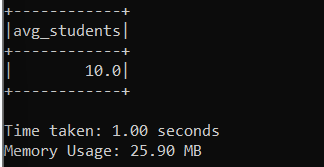 +------------+
|avg_students|
+------------+
|        10.0|
+------------+

Time taken: 1.00 seconds
Memory Usage: 25.90 MB